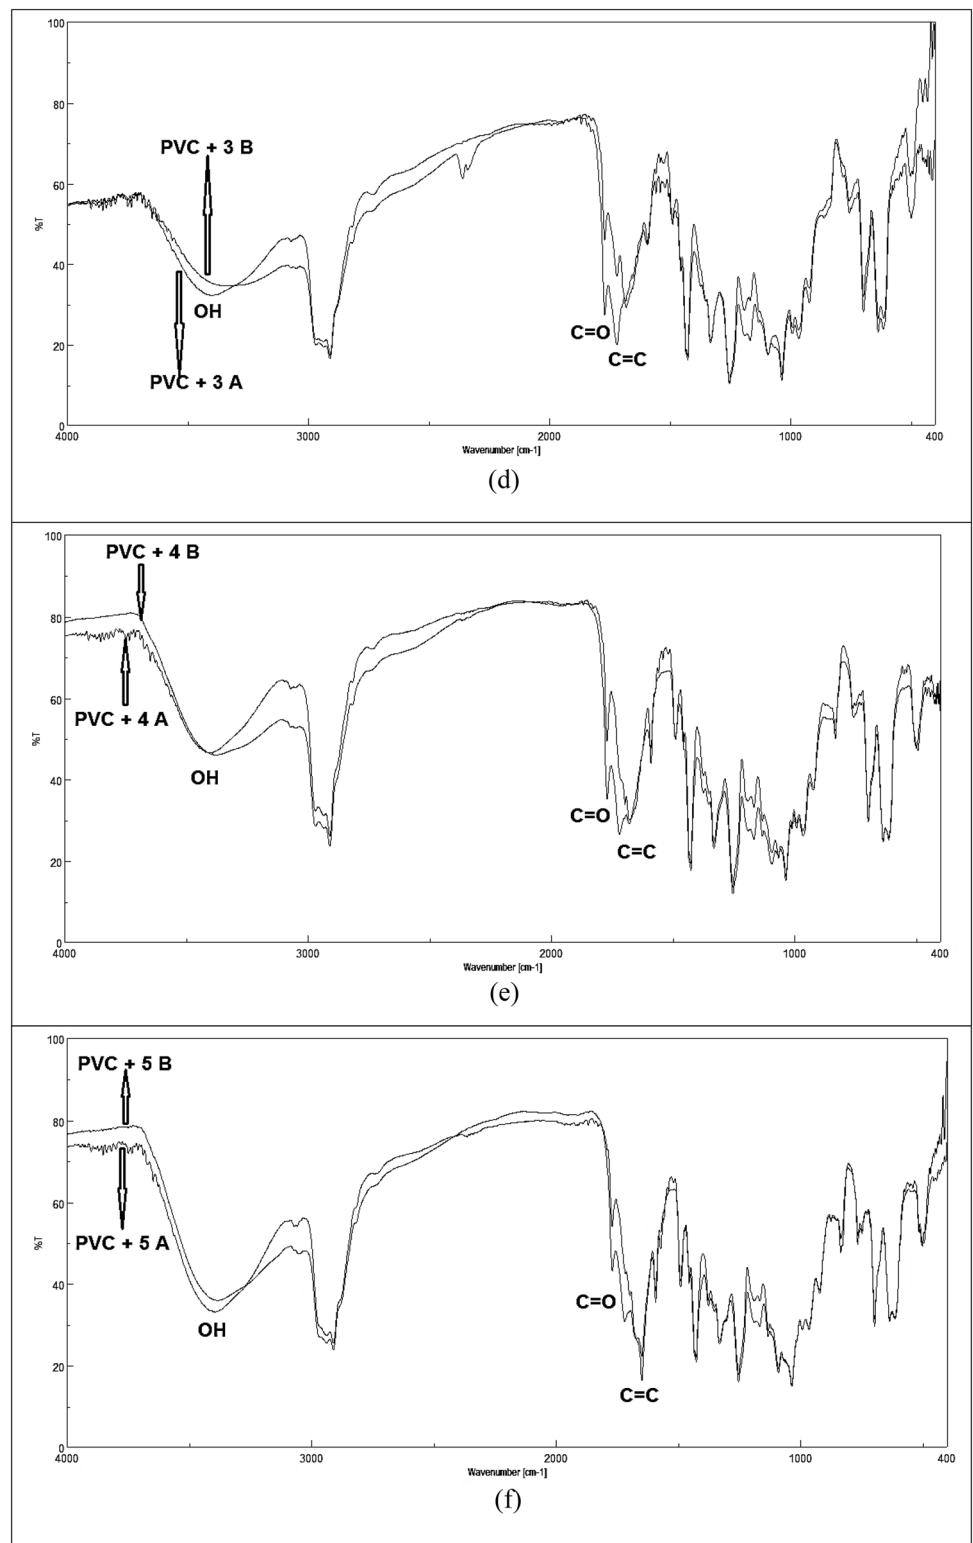 100
80
PVC + 3 B
60
%T
40
OH
C=O
20
C=C
PVC + 3 A
0
4000 3000 2000 1000 400
Wavenumber [cm-1]
(d)
100
PVC + 4 B
80
PVC + 4 A
60
%T
OH
40
C=O
C=C
20
0
4000 3000 2000 1000 400
Wavenumber [cm-1]
(e)
100
PVC + 5 B
80
60
PVC + 5 A
%T
40
C=O
OH
20
C=C
0
4000 3000 2000 1000 400
Wavenumber [cm-1]
(f)